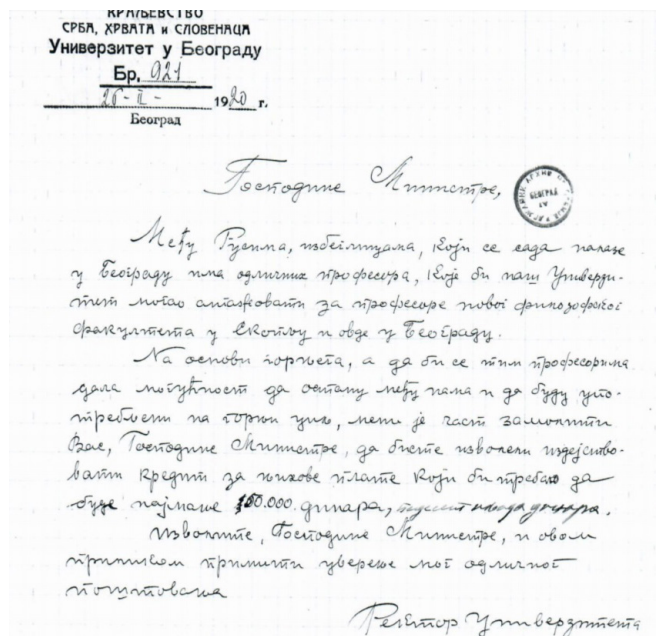 КРАЉЕВСТВО
СРБА, ХРВАТА и СЛОВЕНАЦА
Универзитет у Београду
Бр. 921
26-II- 1920 г.
Београд
Господине Министре,
БЕОГРАД
Међу Русима, избеглицама, који се сада налазе
у Београду има одличних професора, које би наш Универзи-
тет могао ангажовати за професоре новог филозофског
факултета у Скопљу и овде у Београду.
На основи горњега, а да би се тим професорима
дала могућност да остану међу нама и да буду упо-
требљени на горњи циљ, мени је част замолити
Вас, Господине Министре, да бисте изволели издејство-
вати кредит за њихове плате који би требао да
буде најмање 100.000 динара, динара.
Изволите, Господине Министре, и овом
приликом примити уверење мог одличног
поштовања
Ректор Универзитета